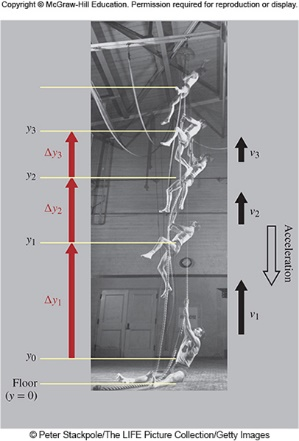 Copyright © McGraw-Hill Education. Permission required for reproduction or display.
y₃
Δy₃
v₃
y₂
Δy₂
v₂
y₁
Acceleration
Δy₁
v₁
y₀
Floor
(y = 0)
© Peter Stackpole/The LIFE Picture Collection/Getty Images